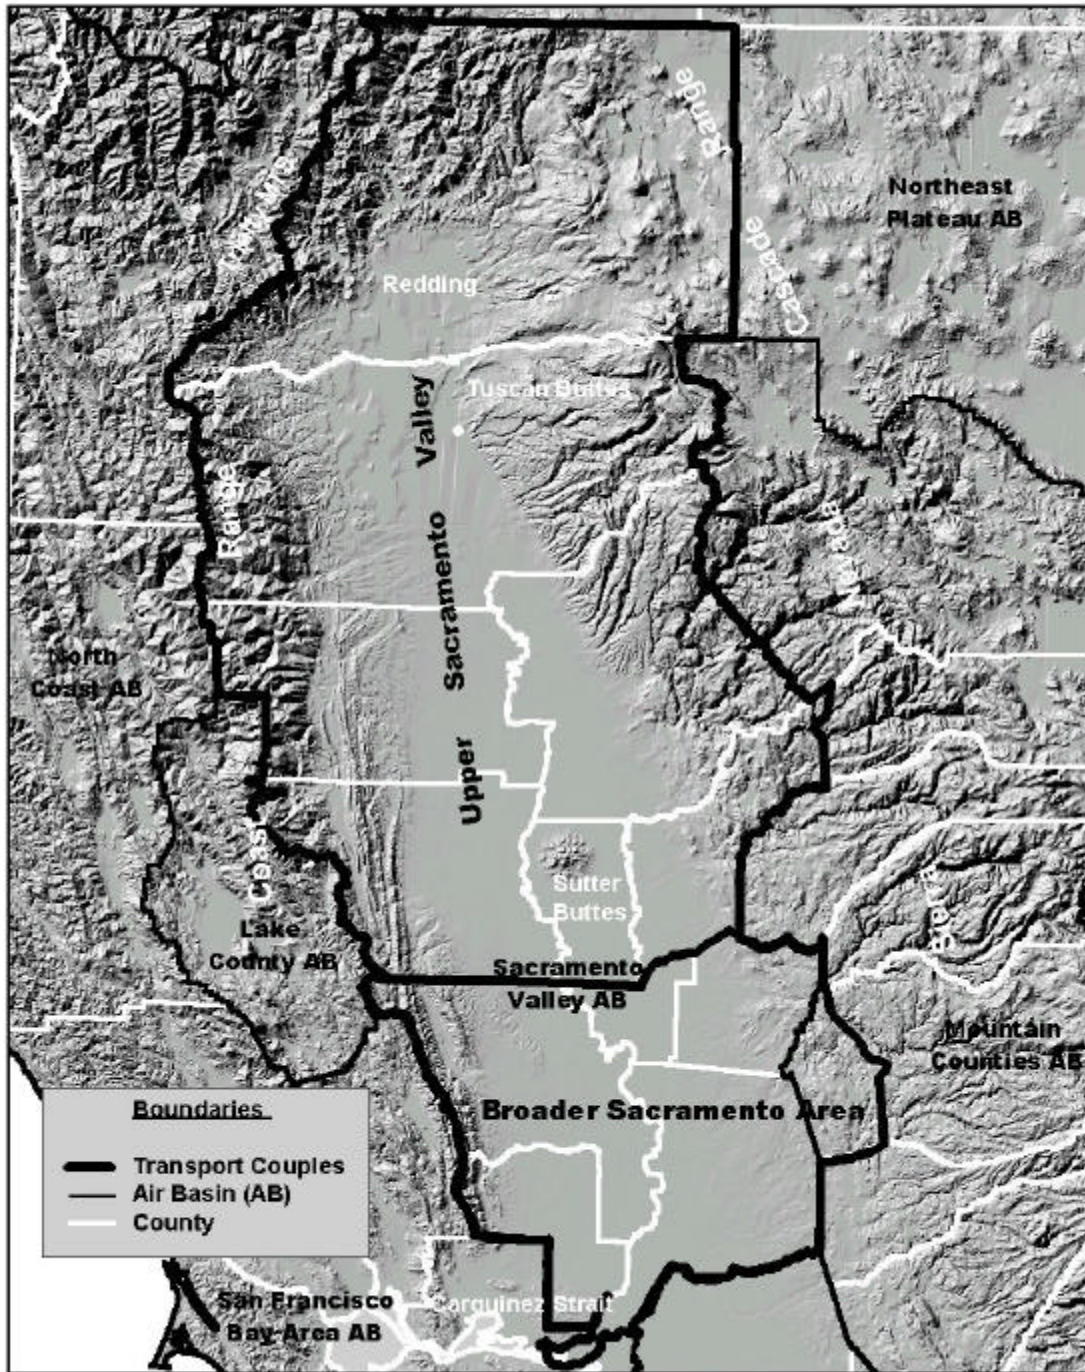 Range
Cascade
Northeast
Plateau AB
Redding
Tuscan Buttes
Valley
Sacramento
Upper
Range
Coast
North
Coast AB
Sutter
Buttes
Lake
County AB
Sacramento
Valley AB
Sierra
Mountain
Counties AB
Broader Sacramento Area
Boundaries
Transport Couples
Air Basin (AB)
County
San Francisco
Bay Area AB
Carquinez Strait